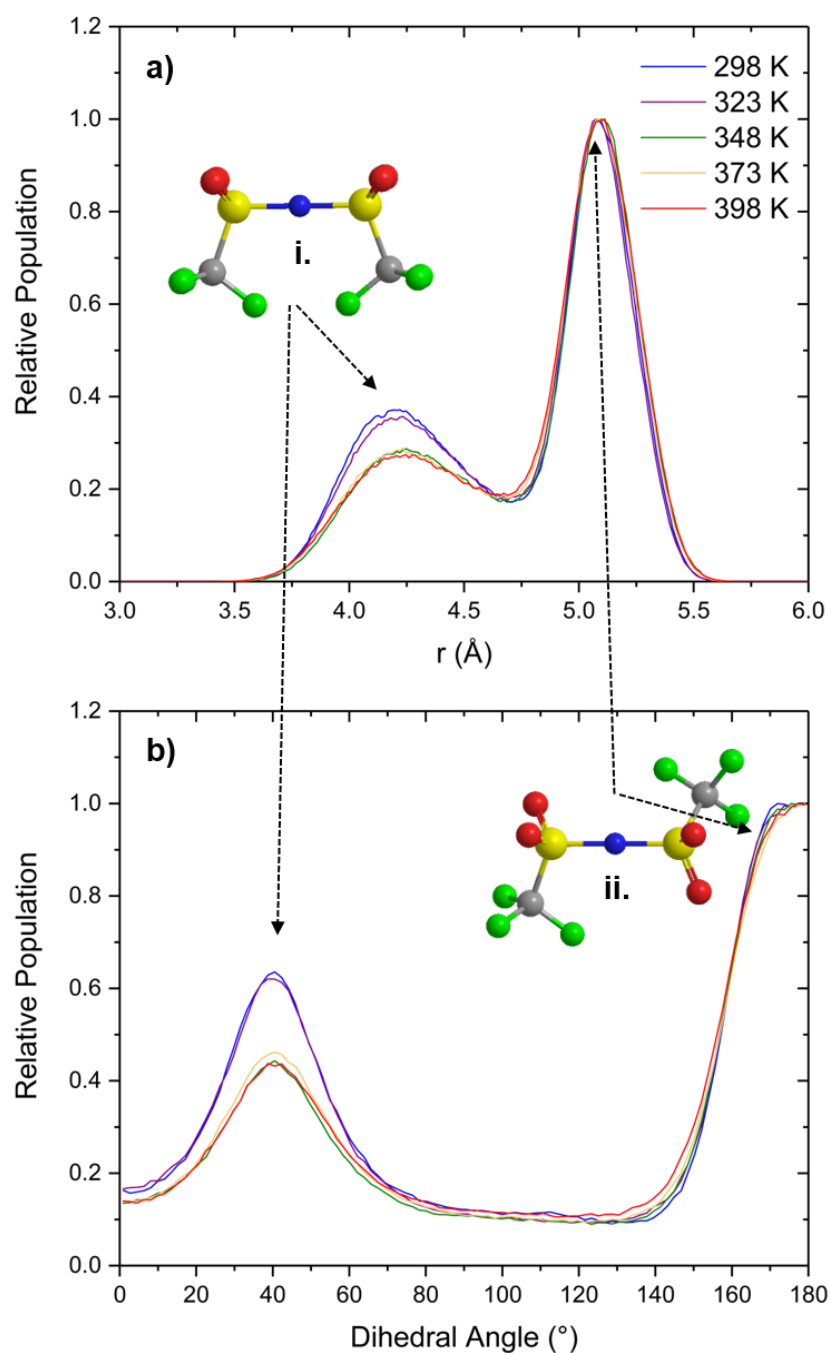 a)
298 K
323 K
348 K
373 K
398 K
i.
Relative Population
1.2
1.0
0.8
0.6
0.4
0.2
0.0
3.0 3.5 4.0 4.5 5.0 5.5 6.0
r (Å)
b)
ii.
Relative Population
1.2
1.0
0.8
0.6
0.4
0.2
0.0
0 20 40 60 80 100 120 140 160 180
Dihedral Angle (°)